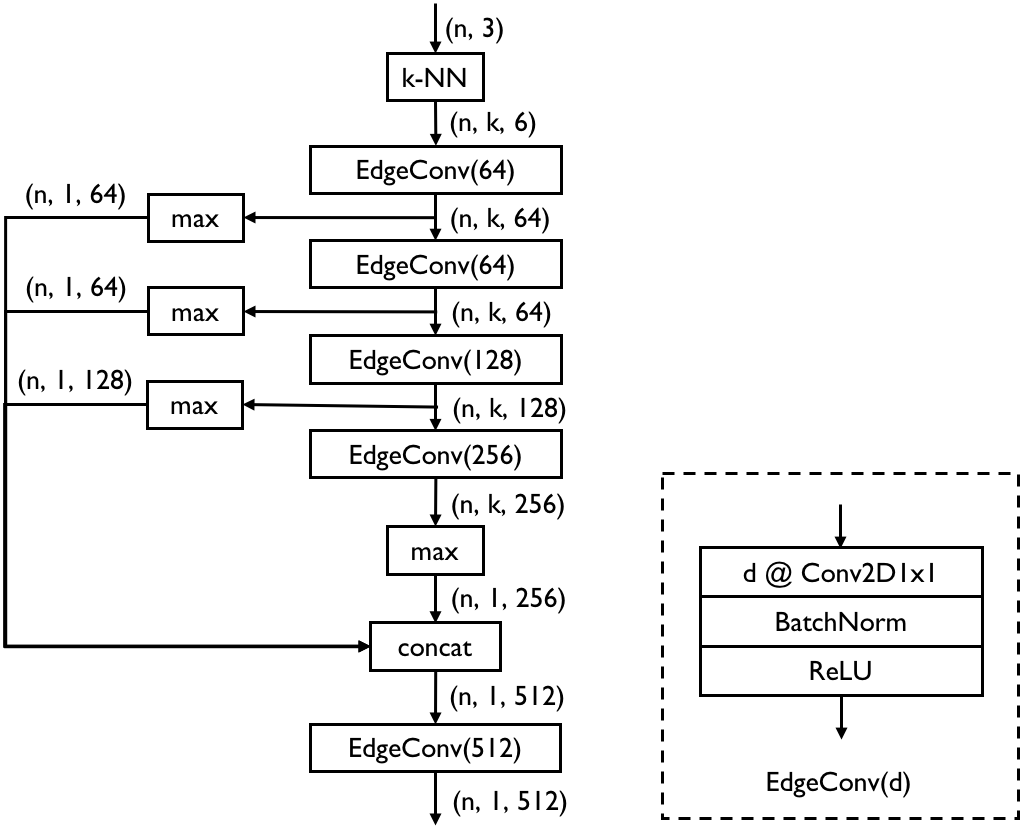 (n, 3)
k-NN
(n, k, 6)
EdgeConv(64)
(n, 1, 64)
max
(n, k, 64)
EdgeConv(64)
(n, 1, 64)
max
(n, k, 64)
EdgeConv(128)
(n, 1, 128)
max
(n, k, 128)
EdgeConv(256)
(n, k, 256)
max
(n, 1, 256)
concat
(n, 1, 512)
EdgeConv(512)
(n, 1, 512)
d @ Conv2D1x1
BatchNorm
ReLU
EdgeConv(d)